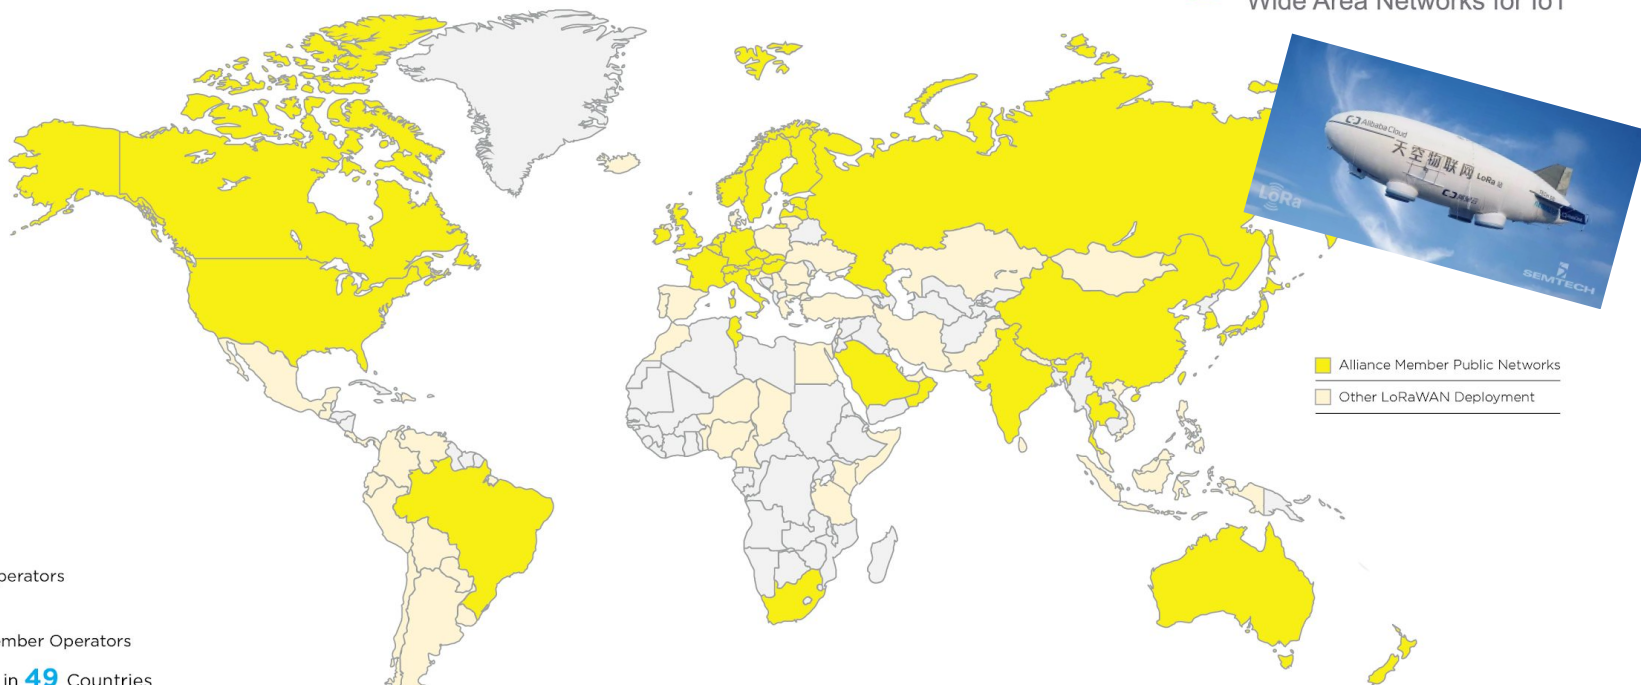 Wide Area Networks for IoT
Alibaba Cloud
天空物联网 LoRa 站
LoRa
SEMTECH
Alliance Member Public Networks
Other LoRaWAN Deployment
perators
mber Operators
in 49 Countries